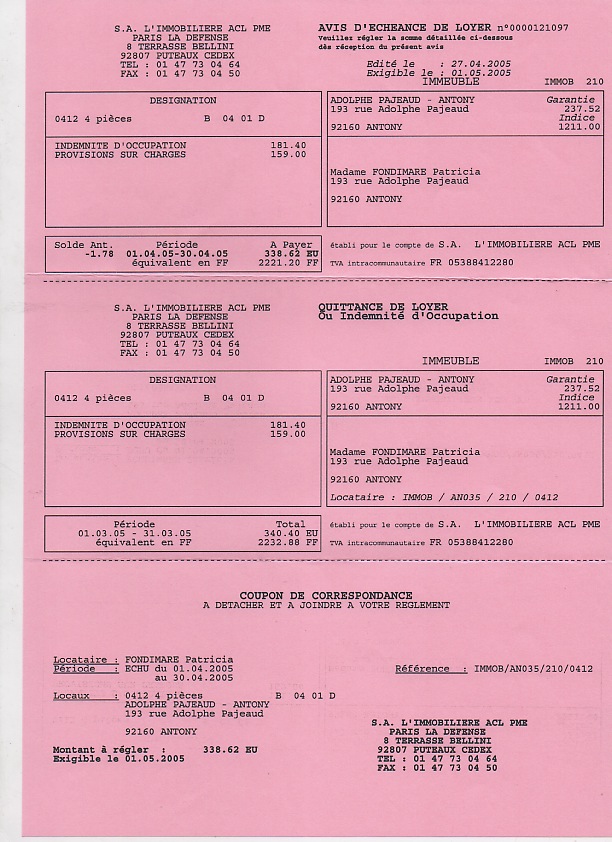 S.A. L'IMMOBILIERE ACL PME
PARIS LA DEFENSE
8 TERRASSE BELLINI
92807 PUTEAUX CEDEX
TEL : 01 47 73 04 64
FAX : 01 47 73 04 50
AVIS D'ECHEANCE DE LOYER n°0000121097
Veuillez régler la somme détaillée ci-dessous
dès réception du présent avis
Edité le : 27.04.2005
Exigible le : 01.05.2005
IMMEUBLE IMMOB 210
DESIGNATION
0412 4 pièces B 04 01 D
INDEMNITE D'OCCUPATION 181.40
PROVISIONS SUR CHARGES 159.00
ADOLPHE PAJEAUD - ANTONY Garantie
193 rue Adolphe Pajeaud 237.52
Indice
92160 ANTONY 1211.00
Madame FONDIMARE Patricia
193 rue Adolphe Pajeaud
92160 ANTONY
Solde Ant. Période A Payer
-1.78 01.04.05-30.04.05 338.62 EU
équivalent en FF 2221.20 FF
établi pour le compte de S.A. L'IMMOBILIERE ACL PME
TVA intracommunautaire FR 05388412280
S.A. L'IMMOBILIERE ACL PME
PARIS LA DEFENSE
8 TERRASSE BELLINI
92807 PUTEAUX CEDEX
TEL : 01 47 73 04 64
FAX : 01 47 73 04 50
QUITTANCE DE LOYER
Ou Indemnité d'Occupation
IMMEUBLE IMMOB 210
DESIGNATION
0412 4 pièces B 04 01 D
INDEMNITE D'OCCUPATION 181.40
PROVISIONS SUR CHARGES 159.00
ADOLPHE PAJEAUD - ANTONY Garantie
193 rue Adolphe Pajeaud 237.52
Indice
92160 ANTONY 1211.00
Madame FONDIMARE Patricia
193 rue Adolphe Pajeaud
92160 ANTONY
Locataire : IMMOB / AN035 / 210 / 0412
Période Total
01.03.05 - 31.03.05 340.40 EU
équivalent en FF 2232.88 FF
établi pour le compte de S.A. L'IMMOBILIERE ACL PME
TVA intracommunautaire FR 05388412280
COUPON DE CORRESPONDANCE
A DETACHER ET A JOINDRE A VOTRE REGLEMENT
Locataire : FONDIMARE Patricia
Période : ECHU du 01.04.2005 Référence : IMMOB/AN035/210/0412
au 30.04.2005
Locaux : 0412 4 pièces B 04 01 D
ADOLPHE PAJEAUD - ANTONY
193 rue Adolphe Pajeaud
92160 ANTONY
Montant à régler : 338.62 EU
Exigible le 01.05.2005
S.A. L'IMMOBILIERE ACL PME
PARIS LA DEFENSE
8 TERRASSE BELLINI
92807 PUTEAUX CEDEX
TEL : 01 47 73 04 64
FAX : 01 47 73 04 50